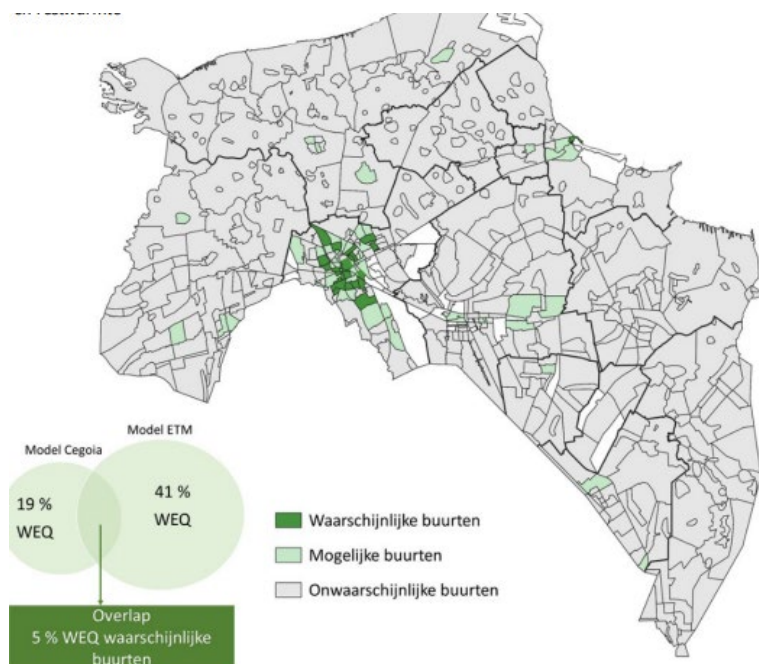 Model Cegoia
Model ETM
19 %
WEQ
41 %
WEQ
Waarschijnlijke buurten
Mogelijke buurten
Onwaarschijnlijke buurten
Overlap
5 % WEQ waarschijnlijke
buurten